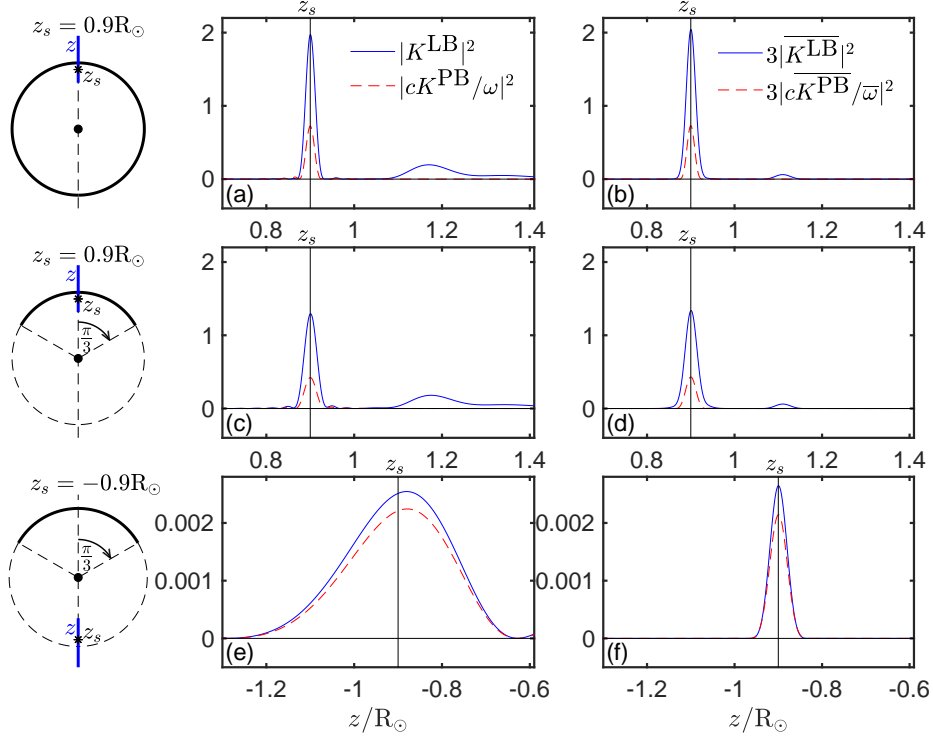 z_s = 0.9R_⊙
z
z_s
z_s
2
1
0
|K^LB|^2
|cK^PB/ω|^2
(a)
0.8 1 1.2 1.4
z_s
2
1
0
3|\overline{K^LB}|^2
3|\overline{cK^PB}/\overline{ω}|^2
(b)
0.8 1 1.2 1.4
z_s = 0.9R_⊙
z
z_s
π/3
z_s
2
1
0
(c)
0.8 1 1.2 1.4
z_s
2
1
0
(d)
0.8 1 1.2 1.4
z_s = −0.9R_⊙
π/3
z
z_s
z_s
0.002
0.001
0
(e)
-1.2 -1 -0.8 -0.6
z/R_⊙
z_s
0.002
0.001
0
(f)
-1.2 -1 -0.8 -0.6
z/R_⊙